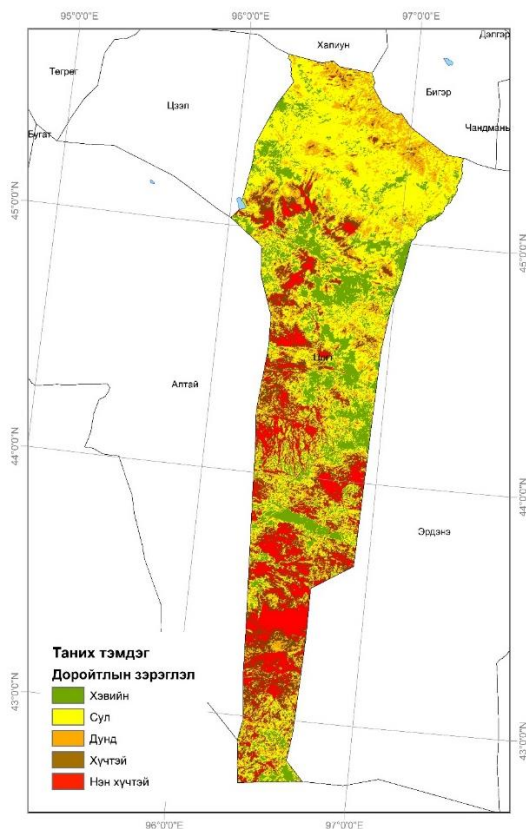 95°0'0"E 96°0'0"E 97°0'0"E
Дэлгэр
Халиун
Төгрөг
Бигэр
Цээл
Чандмань
Бугат
45°0'0"N
45°0'0"N
Цогт
Алтай
44°0'0"N
44°0'0"N
Эрдэнэ
Таних тэмдэг
Доройтлын зэрэглэл
Хэвийн
Сул
Дунд
Хүчтэй
Нэн хүчтэй
43°0'0"N
43°0'0"N
96°0'0"E 97°0'0"E